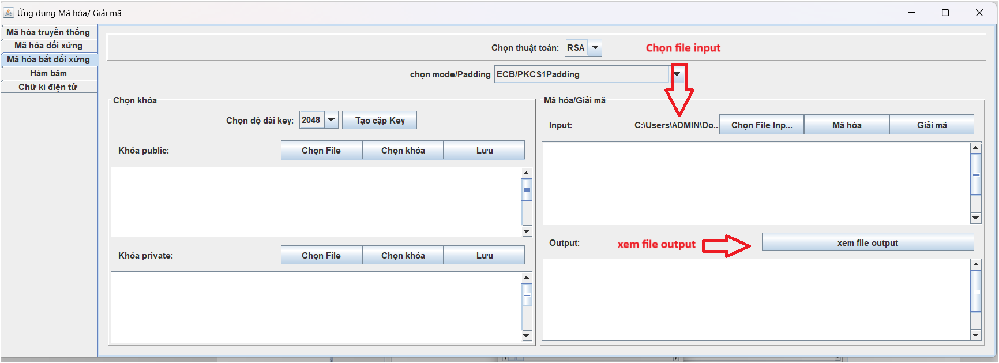 Ứng dụng Mã hóa/ Giải mã
Mã hóa truyền thống
Mã hóa đối xứng
Mã hóa bất đối xứng
Hàm băm
Chữ kí điện tử
Chọn thuật toán: RSA
Chọn file input
chọn mode/Padding ECB/PKCS1Padding
Chọn khóa
Chọn độ dài key: 2048 Tạo cặp Key
Khóa public: Chọn File Chọn khóa Lưu
Khóa private: Chọn File Chọn khóa Lưu
Mã hóa/Giải mã
Input: C:\Users\ADMIN\Do... Chọn File Inp... Mã hóa Giải mã
Output: xem file output xem file output